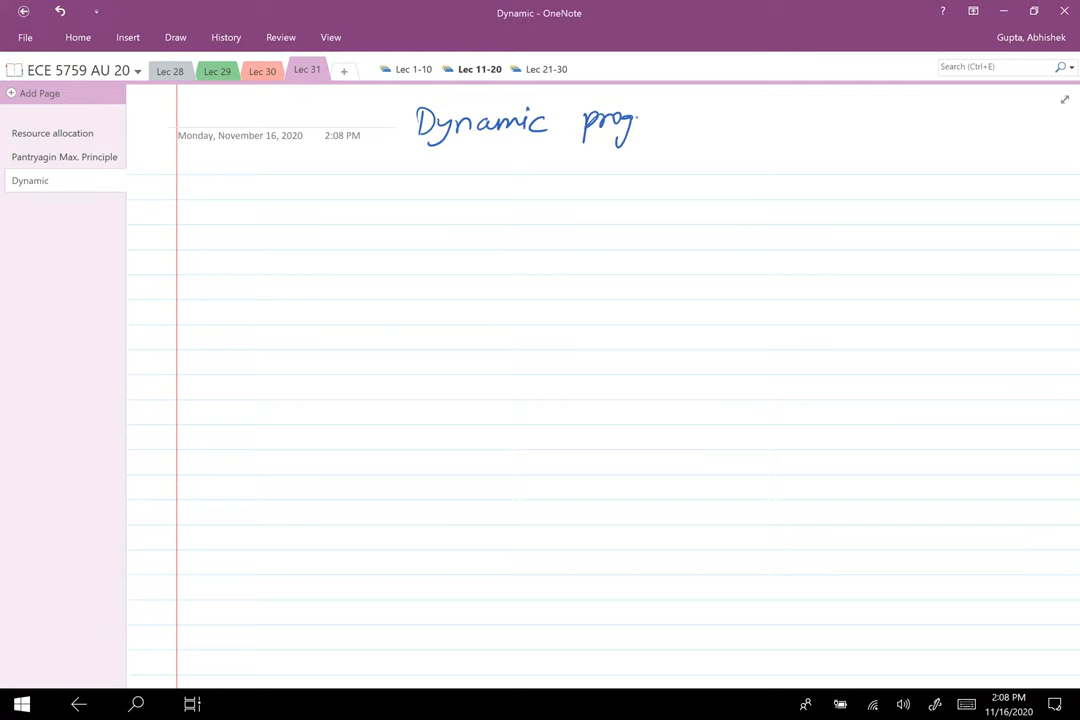 Dynamic - OneNote
?
File Home Insert Draw History Review View
Gupta, Abhishek
ECE 5759 AU 20
Lec 28 Lec 29 Lec 30 Lec 31 +
Lec 1-10 Lec 11-20 Lec 21-30
Search (Ctrl+E)
Add Page
Resource allocation
Pantryagin Max. Principle
Dynamic
Dynamic prog
Monday, November 16, 2020 2:08 PM
2:08 PM
11/16/2020